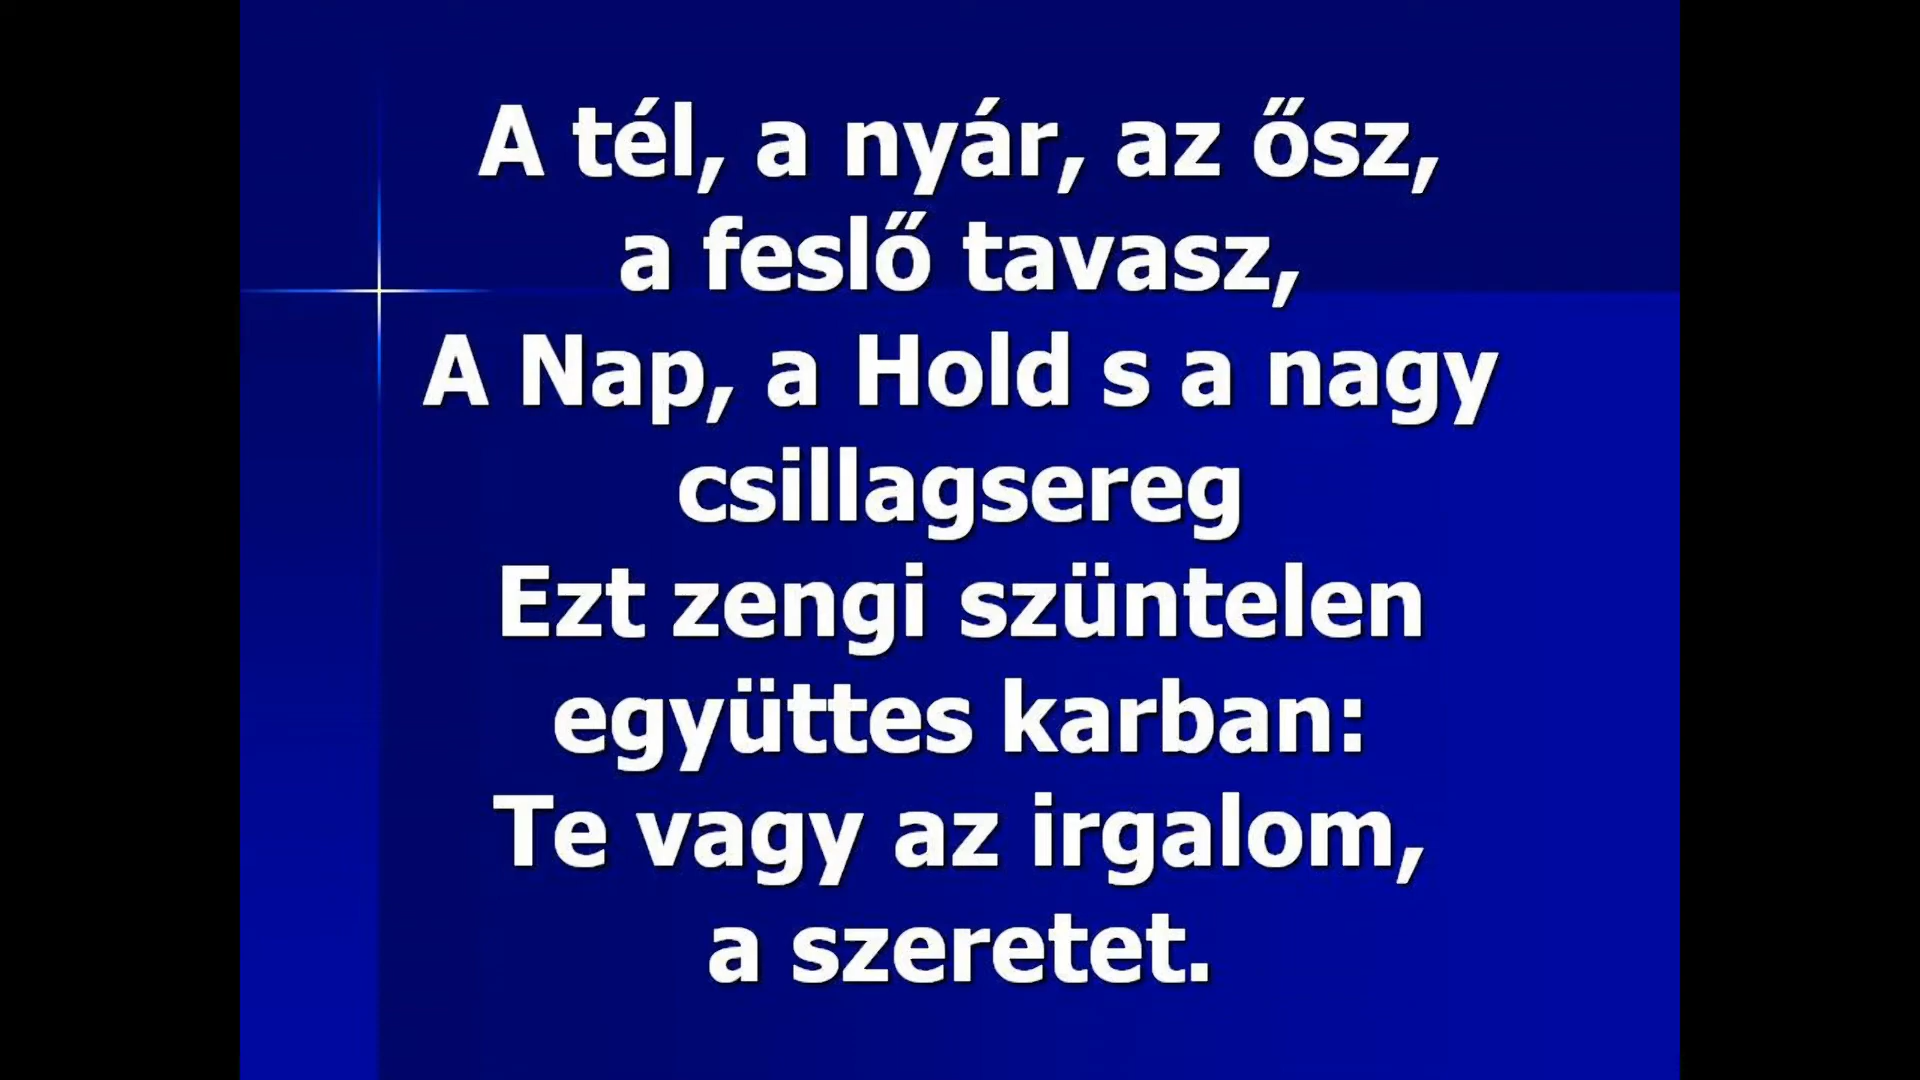 A tél, a nyár, az ősz,
a feslő tavasz,
A Nap, a Hold s a nagy
csillagsereg
Ezt zengi szüntelen
együttes karban:
Te vagy az irgalom,
a szeretet.